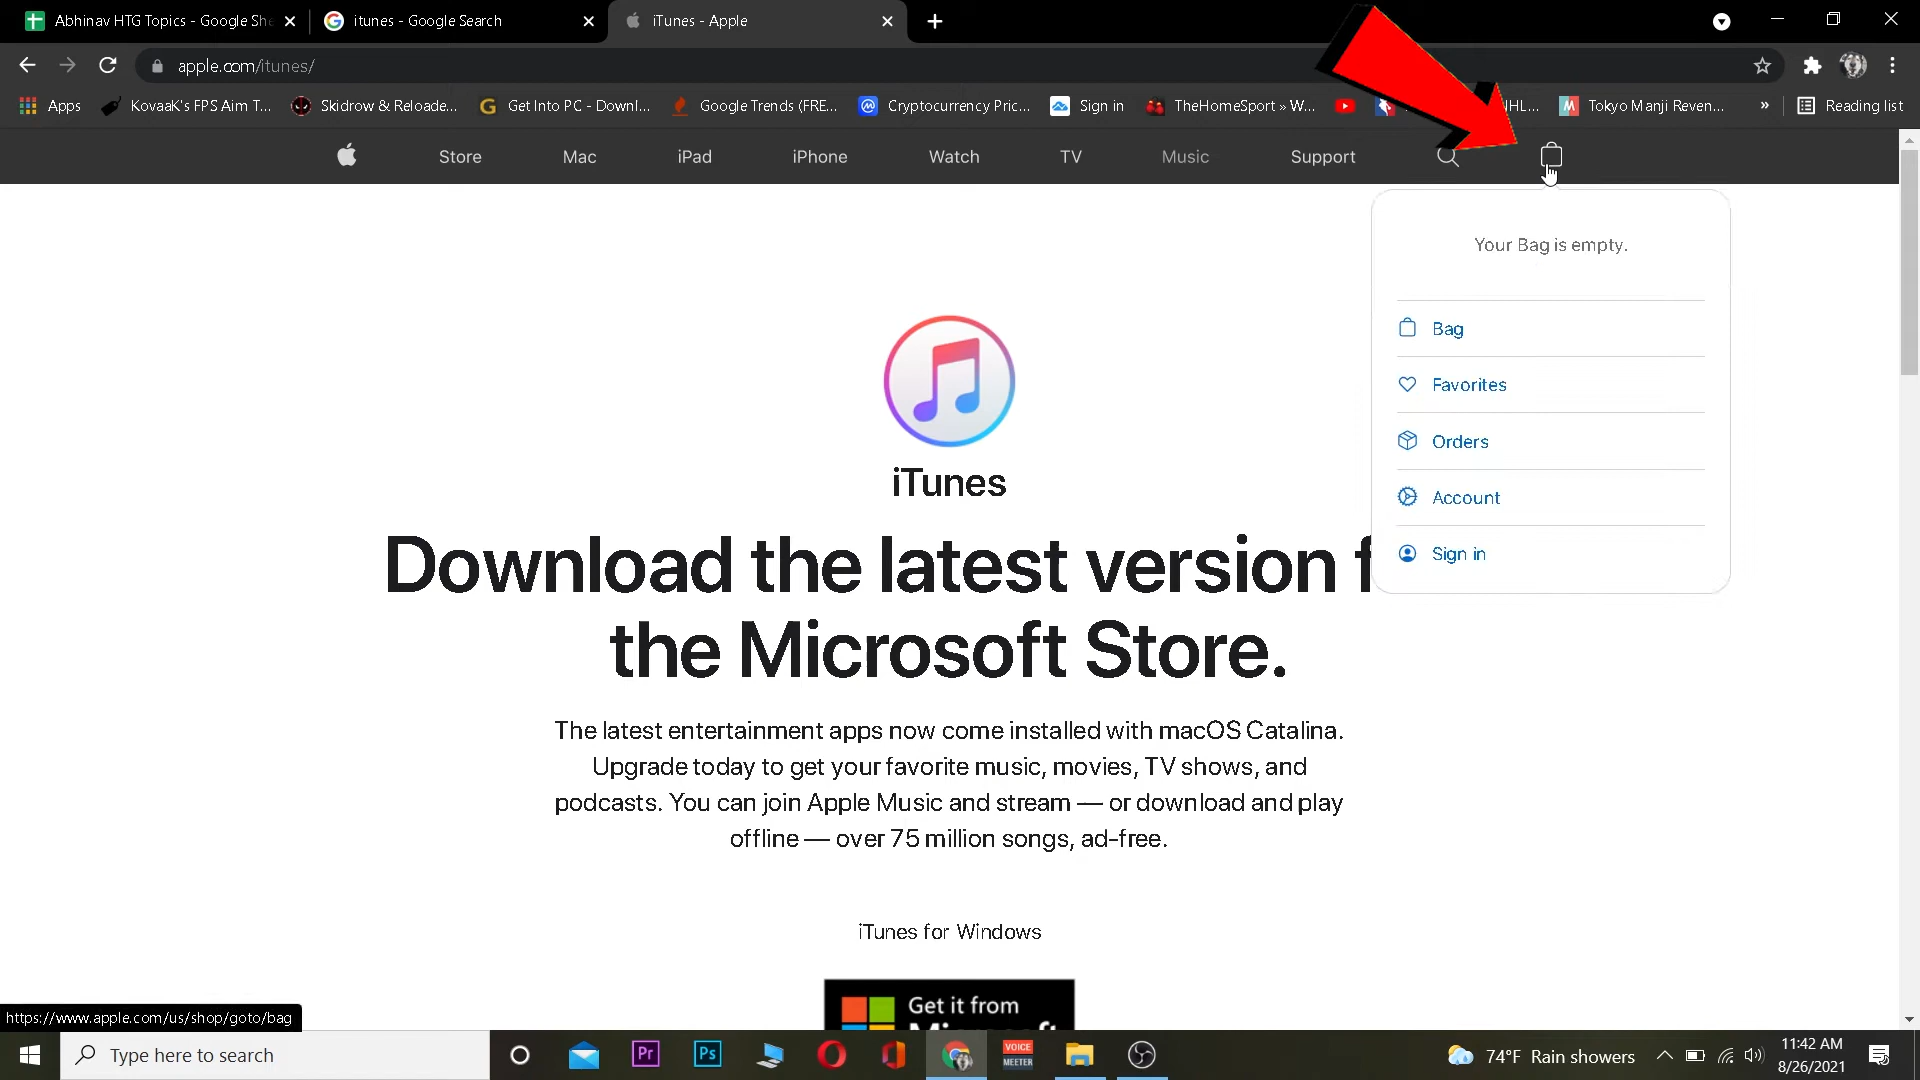 Abhinav HTG Topics - Google She
itunes - Google Search
iTunes - Apple
apple.com/itunes/
Apps
KovaaK's FPS Aim T...
Skidrow & Reloade...
Get Into PC - Downl...
Google Trends (FRE...
Cryptocurrency Pric...
Sign in
TheHomeSport » W...
NHL...
Tokyo Manji Reven...
»
Reading list
Store
Mac
iPad
iPhone
Watch
TV
Music
Support
Your Bag is empty.
Bag
Favorites
Orders
Account
Sign in
iTunes
Download the latest version f
the Microsoft Store.
The latest entertainment apps now come installed with macOS Catalina.
Upgrade today to get your favorite music, movies, TV shows, and
podcasts. You can join Apple Music and stream — or download and play
offline — over 75 million songs, ad-free.
iTunes for Windows
Get it from
https://www.apple.com/us/shop/goto/bag
Type here to search
Pr
Ps
VOICE
MEETER
74°F Rain showers
11:42 AM
8/26/2021